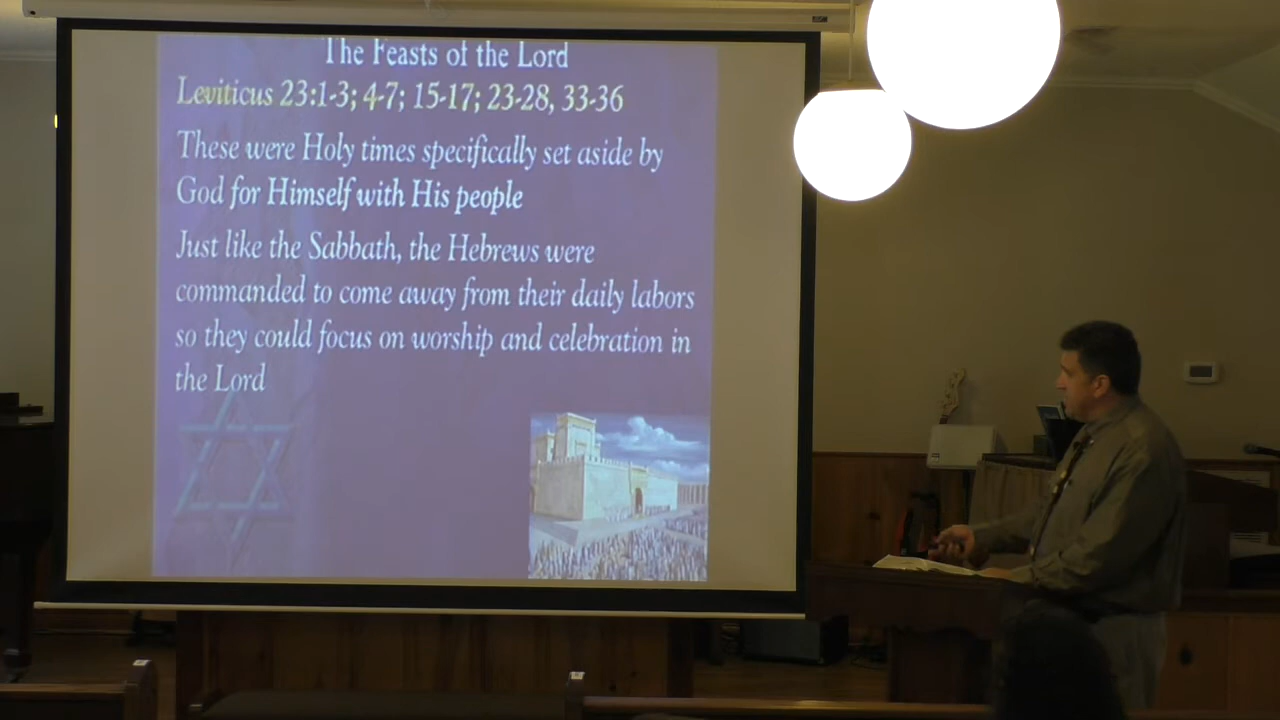 The Feasts of the Lord
Leviticus 23:1-3; 4-7; 15-17; 23-28, 33-36
These were Holy times specifically set aside by
God for Himself with His people
Just like the Sabbath, the Hebrews were
commanded to come away from their daily labors
so they could focus on worship and celebration in
the Lord